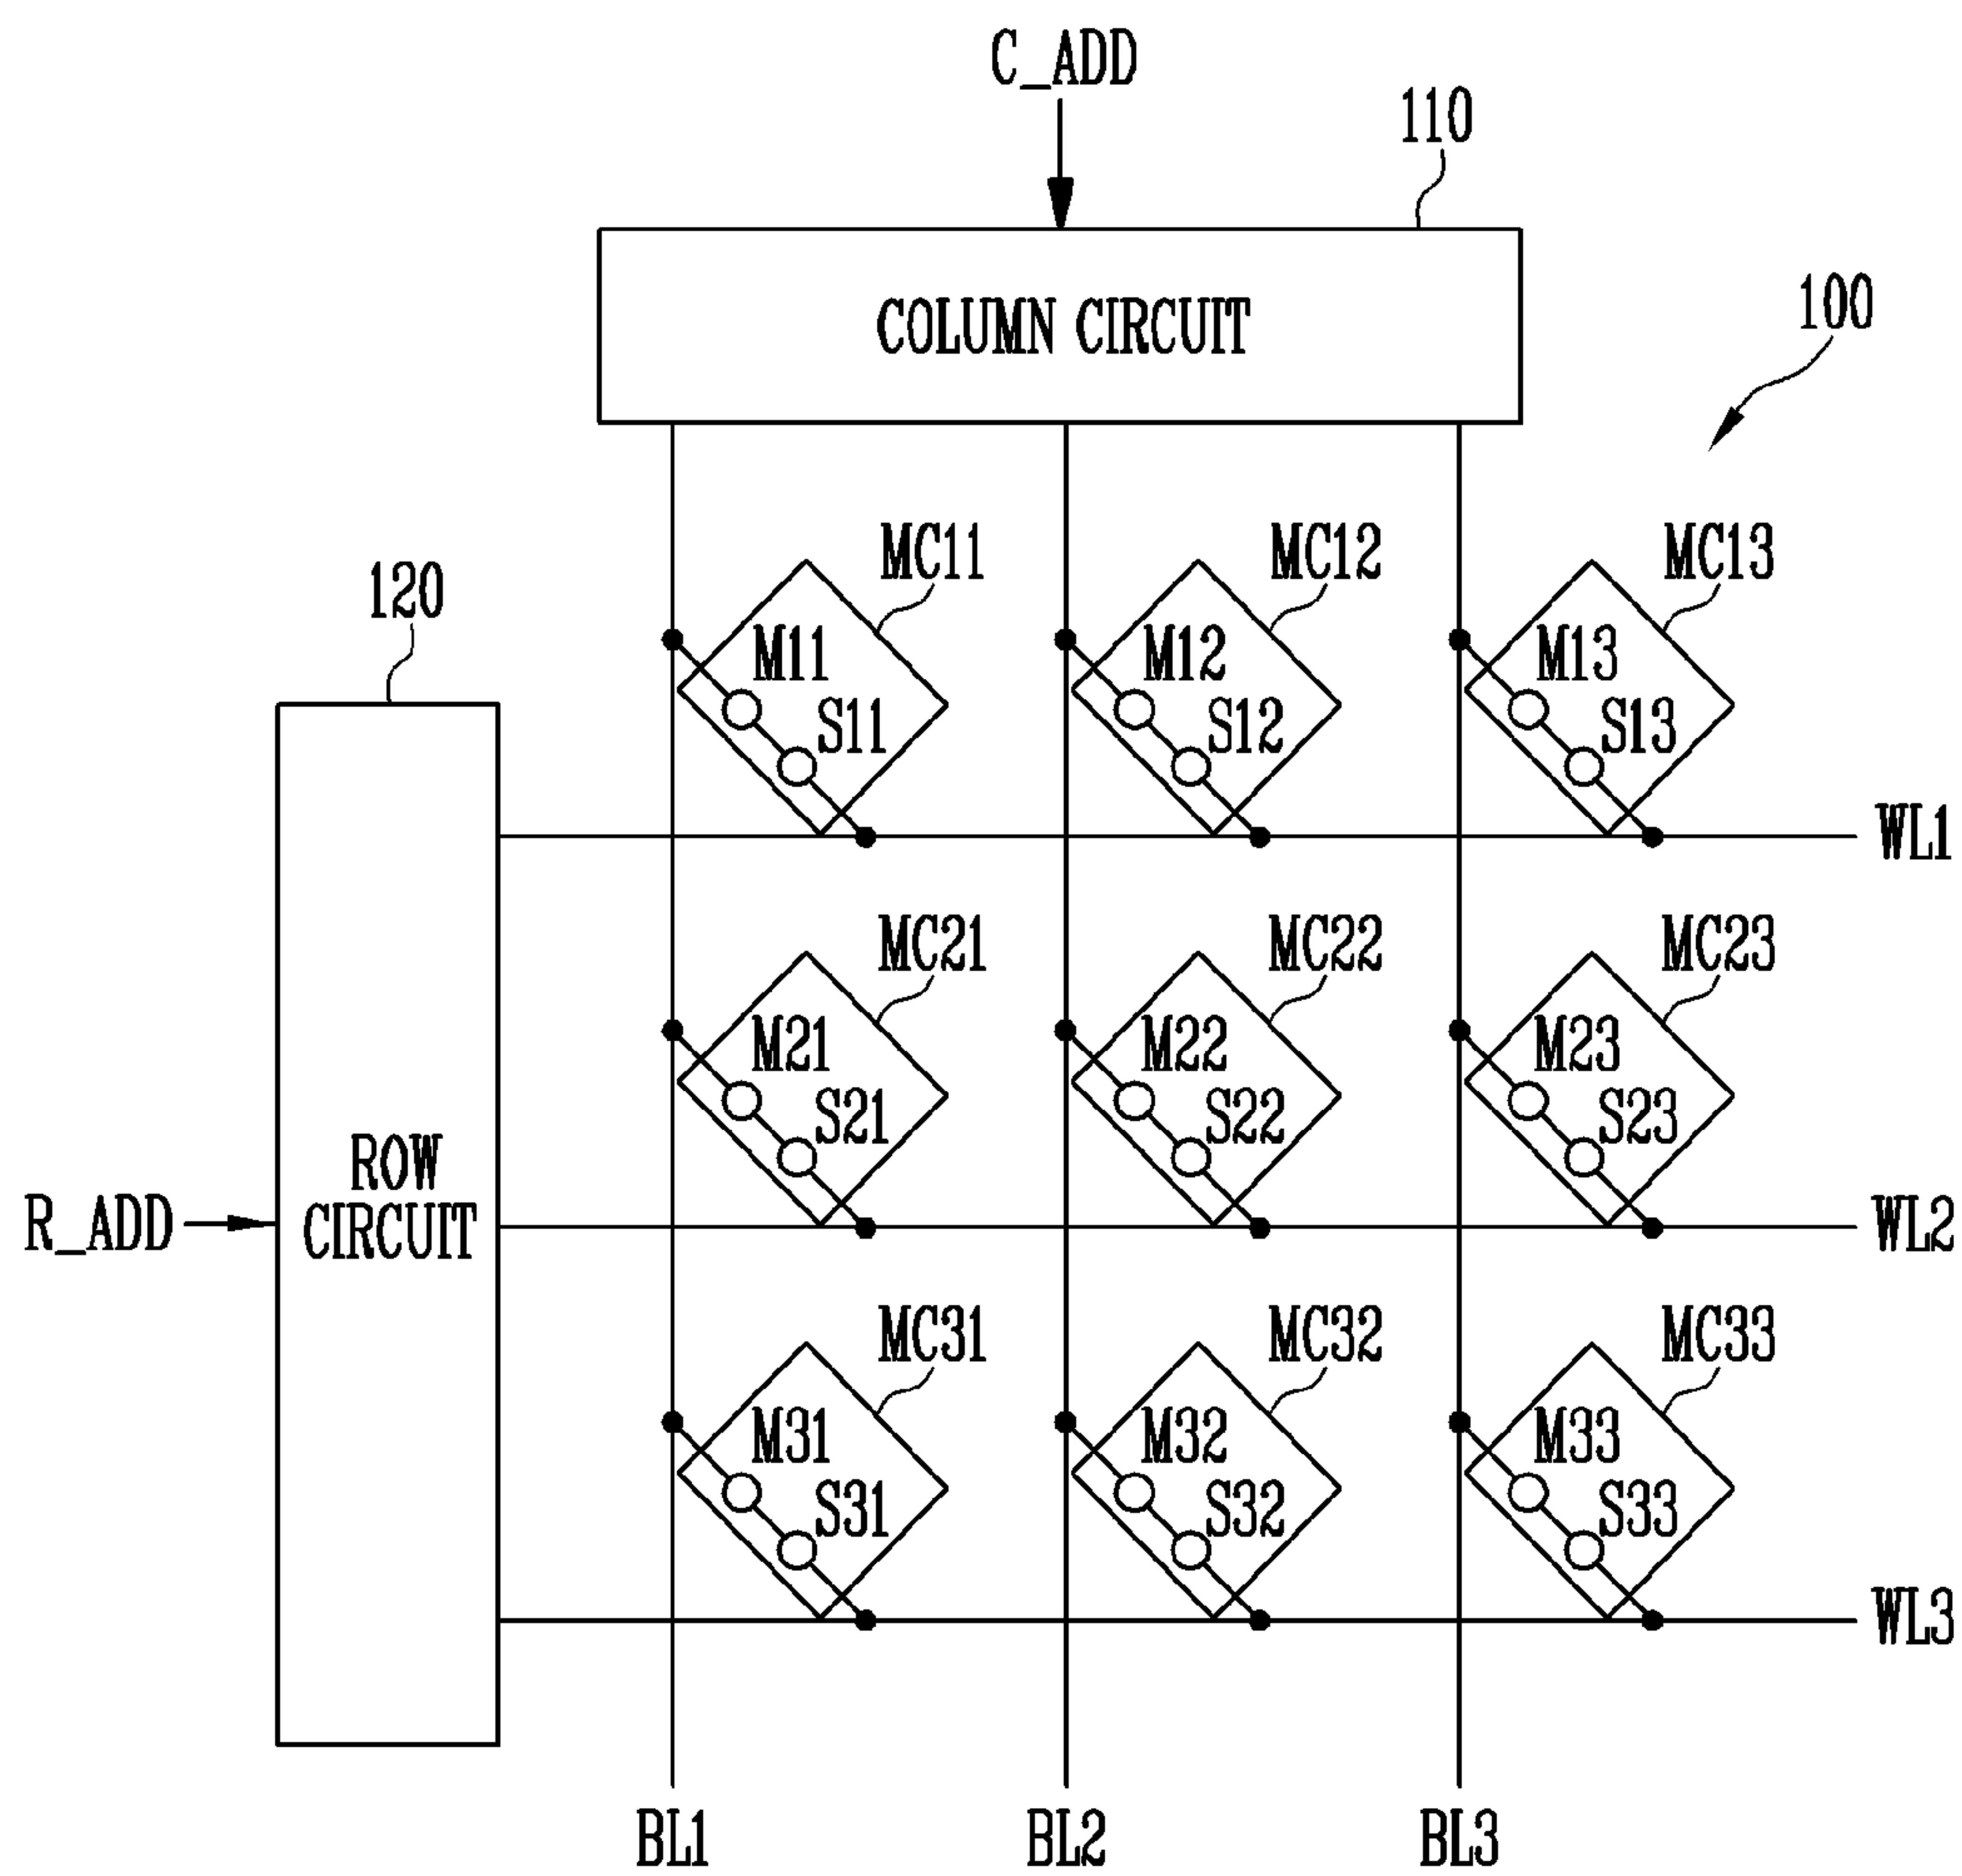 C_ADD
110
COLUMN CIRCUIT
100
MC11
MC12
MC13
120
M11
M12
M13
S11
S12
S13
WL1
MC21
MC22
MC23
M21
M22
M23
S21
S22
S23
ROW
CIRCUIT
R_ADD
WL2
MC31
MC32
MC33
M31
M32
M33
S31
S32
S33
WL3
BL1
BL2
BL3